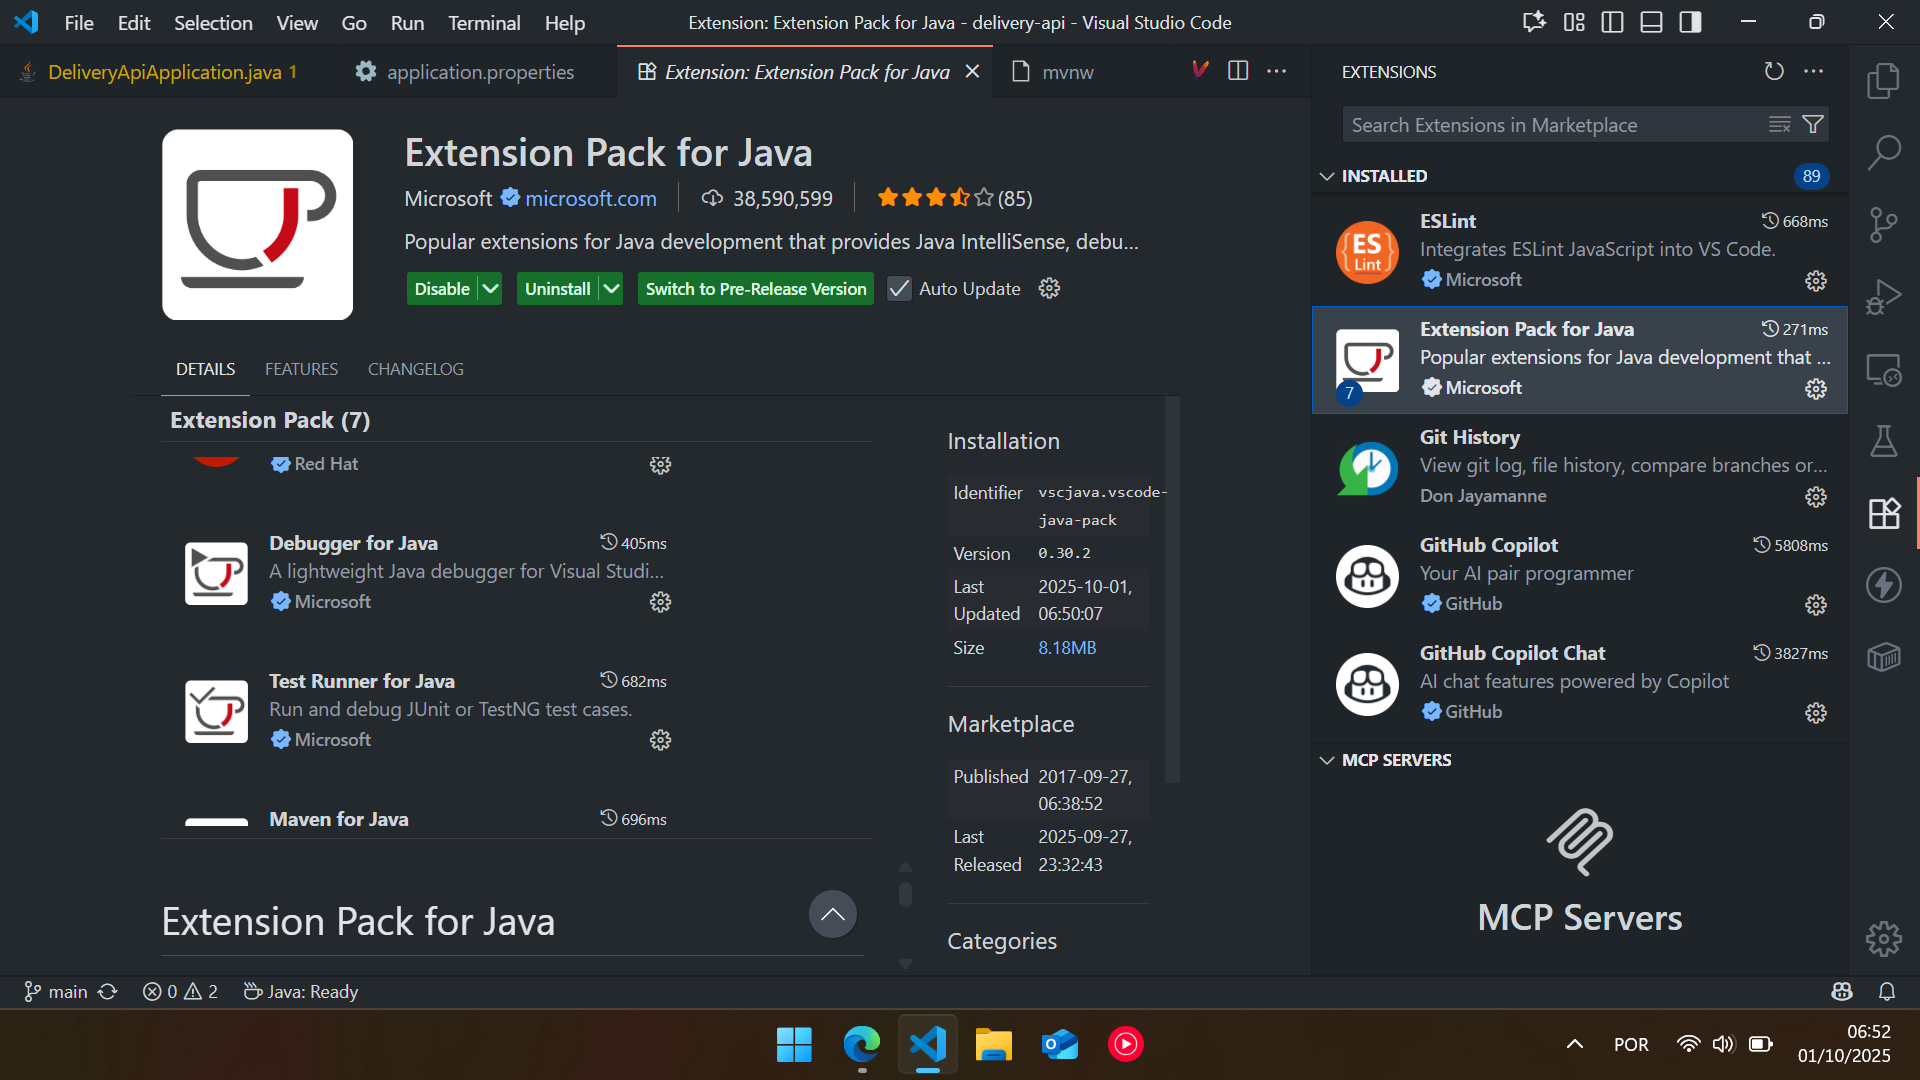 File Edit Selection View Go Run Terminal Help
Extension: Extension Pack for Java - delivery-api - Visual Studio Code
DeliveryApiApplication.java 1
application.properties
Extension: Extension Pack for Java
mvnw
Extension Pack for Java
Microsoft microsoft.com 38,590,599 (85)
Popular extensions for Java development that provides Java IntelliSense, debu...
Disable Uninstall Switch to Pre-Release Version Auto Update
DETAILS FEATURES CHANGELOG
Extension Pack (7)
Red Hat
Debugger for Java 405ms
A lightweight Java debugger for Visual Studi...
Microsoft
Test Runner for Java 682ms
Run and debug JUnit or TestNG test cases.
Microsoft
Maven for Java 696ms
Extension Pack for Java
Installation
Identifier vscjava.vscode-
java-pack
Version 0.30.2
Last 2025-10-01,
Updated 06:50:07
Size 8.18MB
Marketplace
Published 2017-09-27,
06:38:52
Last 2025-09-27,
Released 23:32:43
Categories
EXTENSIONS
Search Extensions in Marketplace
INSTALLED 89
ESLint 668ms
Integrates ESLint JavaScript into VS Code.
Microsoft
ES
Lint
Extension Pack for Java 271ms
Popular extensions for Java development that ...
7 Microsoft
Git History
View git log, file history, compare branches or...
Don Jayamanne
GitHub Copilot 5808ms
Your AI pair programmer
GitHub
GitHub Copilot Chat 3827ms
AI chat features powered by Copilot
GitHub
MCP SERVERS
MCP Servers
main 0 2 Java: Ready
POR
06:52
01/10/2025